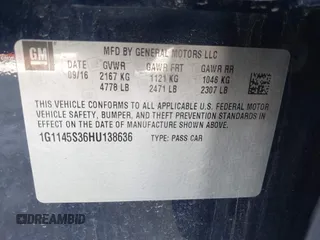 GM
MFD BY GENERAL MOTORS LLC
DATE GVWR GAWR FRT GAWR RR
09/16 2167 KG 1121 KG 1046 KG
4778 LB 2471 LB 2307 LB
THIS VEHICLE CONFORMS TO ALL APPLICABLE U.S. FEDERAL MOTOR
VEHICLE SAFETY, BUMPER, AND THEFT PREVENTION STANDARDS
IN EFFECT ON THE DATE OF MANUFACTURE SHOWN ABOVE.
1G1145S36HU138636 TYPE: PASS CAR
DREAMBID